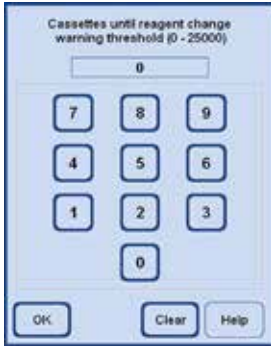 Cassettes until reagent change
warning threshold (0 - 25000)
0
7 8 9
4 5 6
1 2 3
0
OK Clear Help